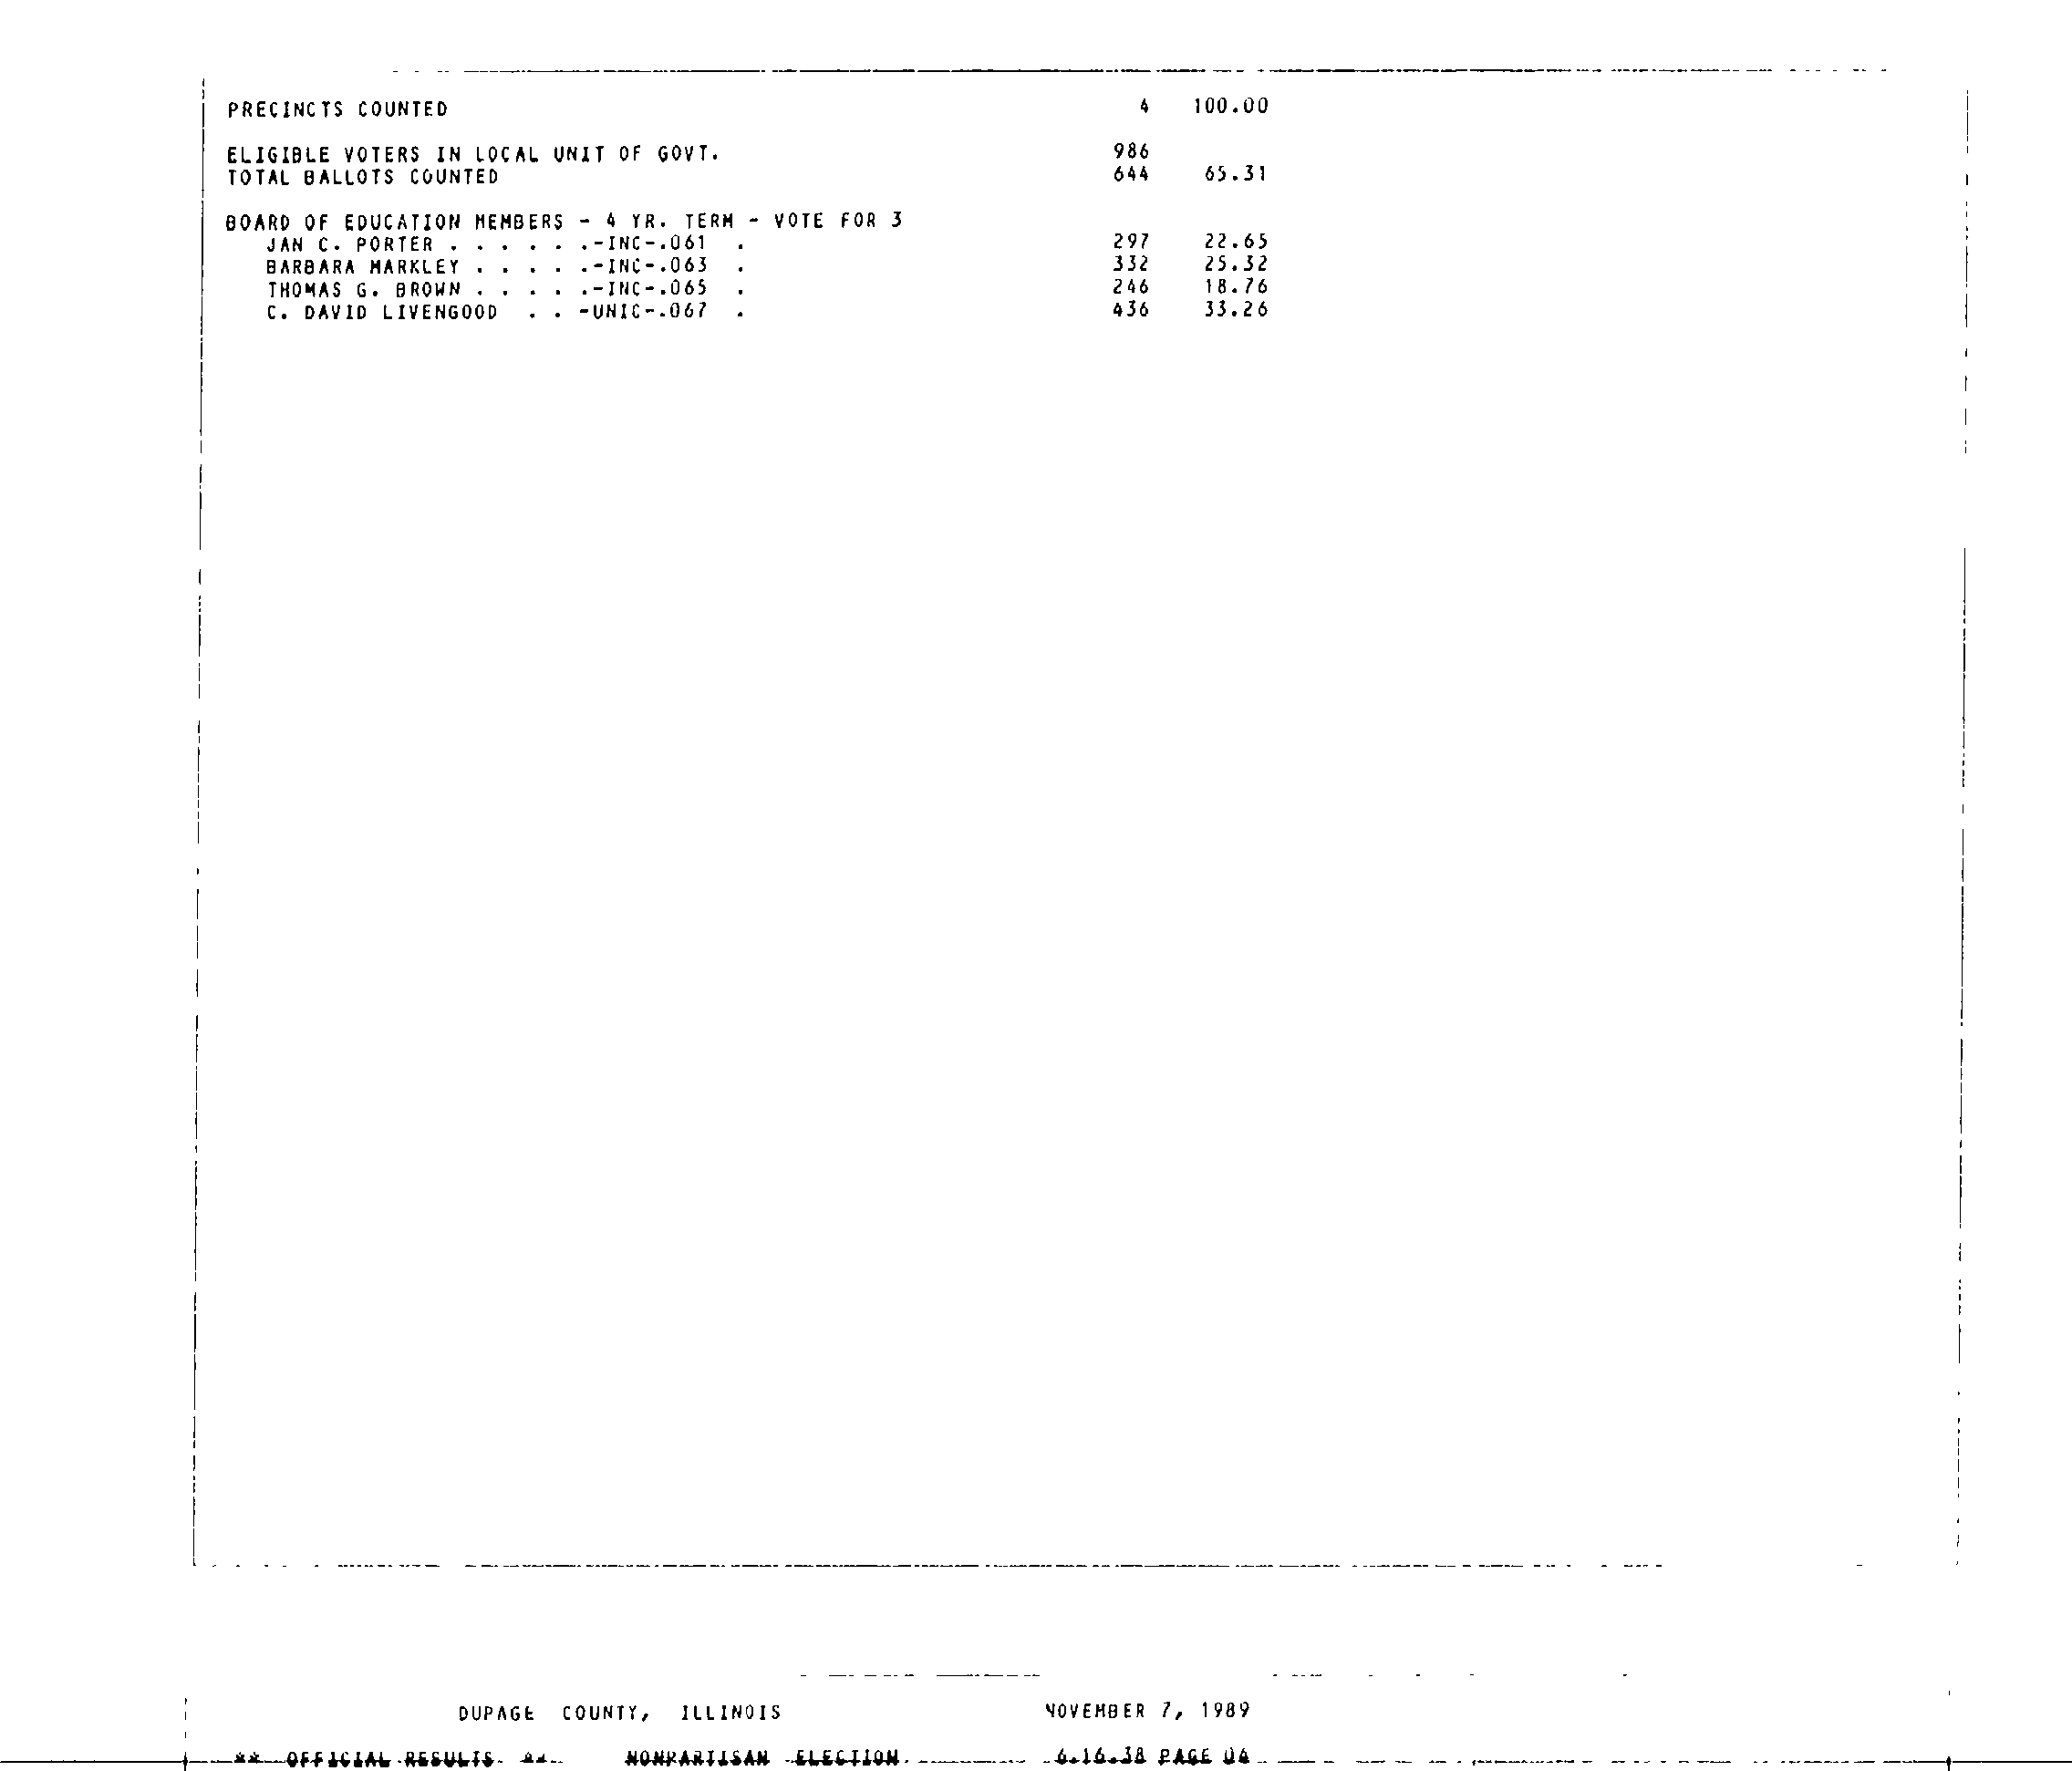 PRECINCTS COUNTED 4 100.00
ELIGIBLE VOTERS IN LOCAL UNIT OF GOVT. 986
TOTAL BALLOTS COUNTED 644 65.31
BOARD OF EDUCATION MEMBERS - 4 YR. TERM - VOTE FOR 3
JAN C. PORTER . . . . . .-INC-.061 . 297 22.65
BARBARA MARKLEY . . . . .-INC-.063 . 332 25.32
THOMAS G. BROWN . . . . .-INC-.065 . 246 18.76
C. DAVID LIVENGOOD . . -UNIC-.067 . 436 33.26
DUPAGE COUNTY, ILLINOIS NOVEMBER 7, 1989
** OFFICIAL RESULTS ** NONPARTISAN ELECTION 6.16.38 PAGE 04